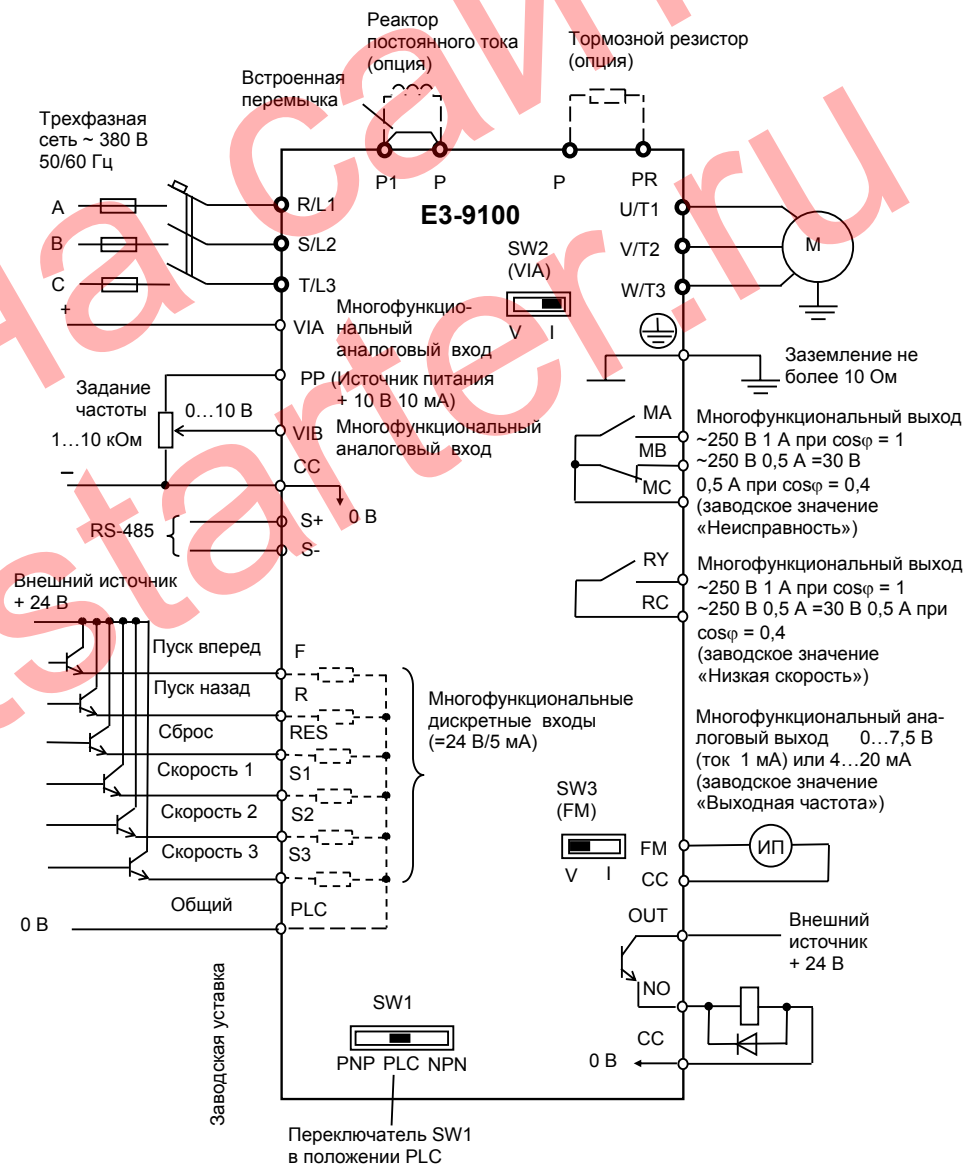 Реактор
постоянного тока
(опция)
Тормозной резистор
(опция)
Встроенная
перемычка
Трехфазная
сеть ~ 380 В
50/60 Гц
P1
P
P
PR
E3-9100
A
B
C
R/L1
S/L2
T/L3
U/T1
V/T2
W/T3
M
SW2
(VIA)
V I
+
VIA
Многофункцио-
нальный
аналоговый вход
PP (Источник питания
+ 10 В 10 мА)
Задание
частоты
0…10 В
1…10 кОм
VIB
Многофункциональный
аналоговый вход
CC
–
0 В
RS-485
S+
S-
Заземление не
более 10 Ом
MA
MB
MC
Многофункциональный выход
~250 В 1 А при cosφ = 1
~250 В 0,5 А =30 В
0,5 А при cosφ = 0,4
(заводское значение
«Неисправность»)
RY
RC
Многофункциональный выход
~250 В 1 А при cosφ = 1
~250 В 0,5 А =30 В 0,5 А при
cosφ = 0,4
(заводское значение
«Низкая скорость»)
Внешний источник
+ 24 В
Пуск вперед
F
Пуск назад
R
Сброс
RES
Скорость 1
S1
Скорость 2
S2
Скорость 3
S3
Общий
PLC
0 В
Многофункциональные
дискретные входы
(=24 В/5 мА)
Многофункциональный ана-
логовый выход 0…7,5 В
(ток 1 мА) или 4…20 мА
(заводское значение
«Выходная частота»)
SW3
(FM)
V I
FM
CC
ИП
OUT
Внешний
источник
+ 24 В
NO
CC
0 В
Заводская уставка
SW1
PNP PLC NPN
Переключатель SW1
в положении PLC
на сай
starter.ru